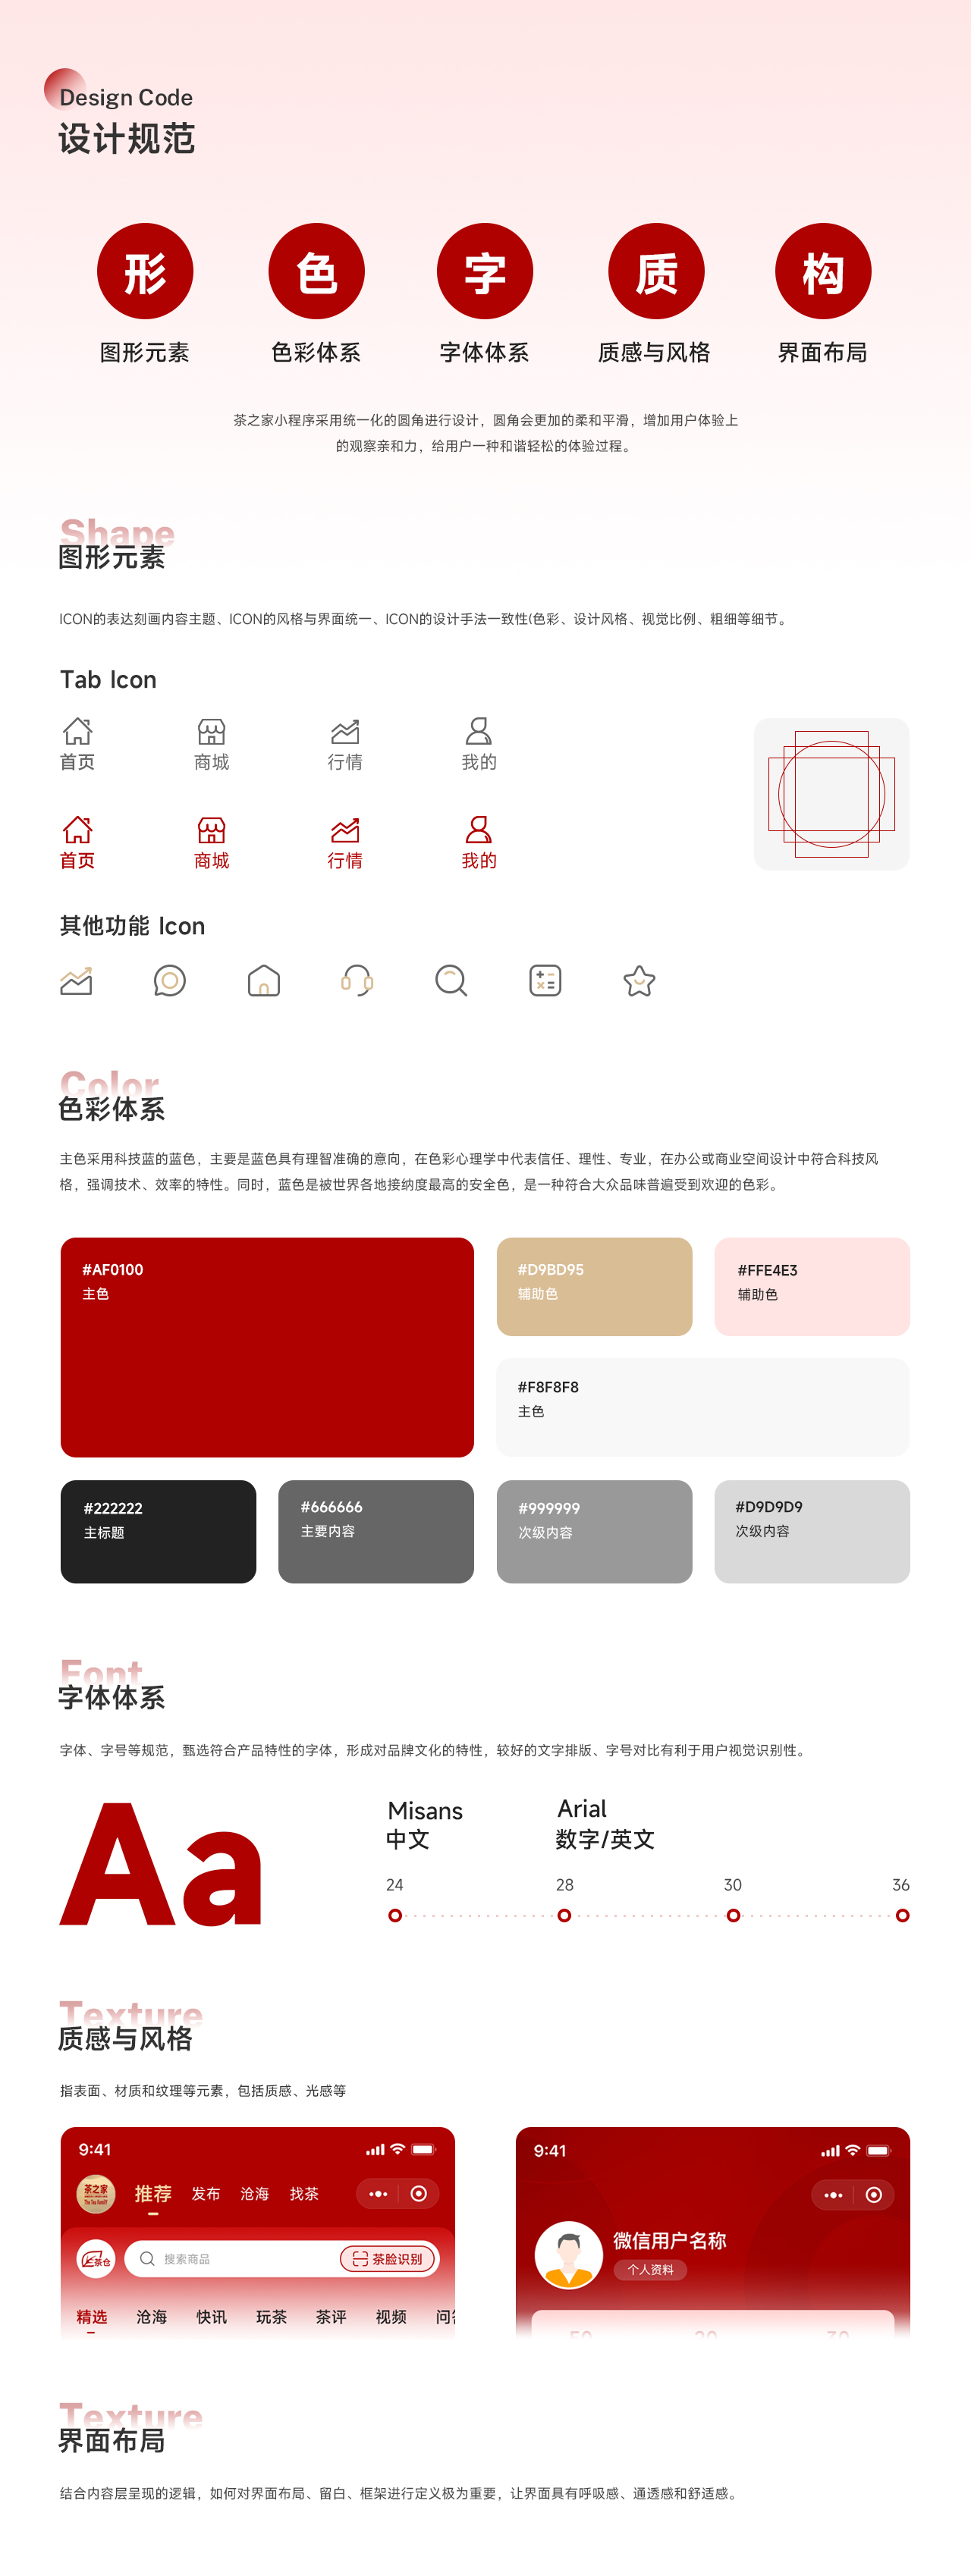 Design Code
设计规范
形 色 字 质 构
图形元素 色彩体系 字体体系 质感与风格 界面布局
茶之家小程序采用统一化的圆角进行设计，圆角会更加的柔和平滑，增加用户体验上
的观察亲和力，给用户一种和谐轻松的体验过程。
Shape
图形元素
ICON的表达刻画内容主题、ICON的风格与界面统一、ICON的设计手法一致性(色彩、设计风格、视觉比例、粗细等细节。
Tab Icon
首页 商城 行情 我的
首页 商城 行情 我的
其他功能 Icon
Color
色彩体系
主色采用科技蓝的蓝色，主要是蓝色具有理智准确的意向，在色彩心理学中代表信任、理性、专业，在办公或商业空间设计中符合科技风
格，强调技术、效率的特性。同时，蓝色是被世界各地接纳度最高的安全色，是一种符合大众品味普遍受到欢迎的色彩。
#AF0100
主色
#D9BD95
辅助色
#FFE4E3
辅助色
#F8F8F8
主色
#222222
主标题
#666666
主要内容
#999999
次级内容
#D9D9D9
次级内容
Font
字体体系
字体、字号等规范，甄选符合产品特性的字体，形成对品牌文化的特性，较好的文字排版、字号对比有利于用户视觉识别性。
Aa
Misans
中文
Arial
数字/英文
24 28 30 36
Texture
质感与风格
指表面、材质和纹理等元素，包括质感、光感等
9:41
茶之家
The Tea Family
推荐 发布 沧海 找茶
茶仓
搜索商品
茶脸识别
精选 沧海 快讯 玩茶 茶评 视频
9:41
微信用户名称
个人资料
Texture
界面布局
结合内容层呈现的逻辑，如何对界面布局、留白、框架进行定义极为重要，让界面具有呼吸感、通透感和舒适感。